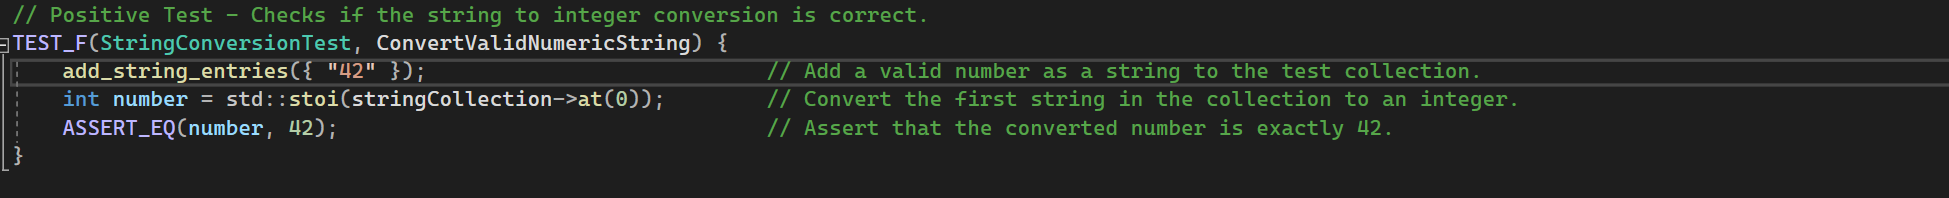 // Positive Test - Checks if the string to integer conversion is correct.
TEST_F(StringConversionTest, ConvertValidNumericString) {
    add_string_entries({ "42" });                           // Add a valid number as a string to the test collection.
    int number = std::stoi(stringCollection->at(0));        // Convert the first string in the collection to an integer.
    ASSERT_EQ(number, 42);                                  // Assert that the converted number is exactly 42.
}